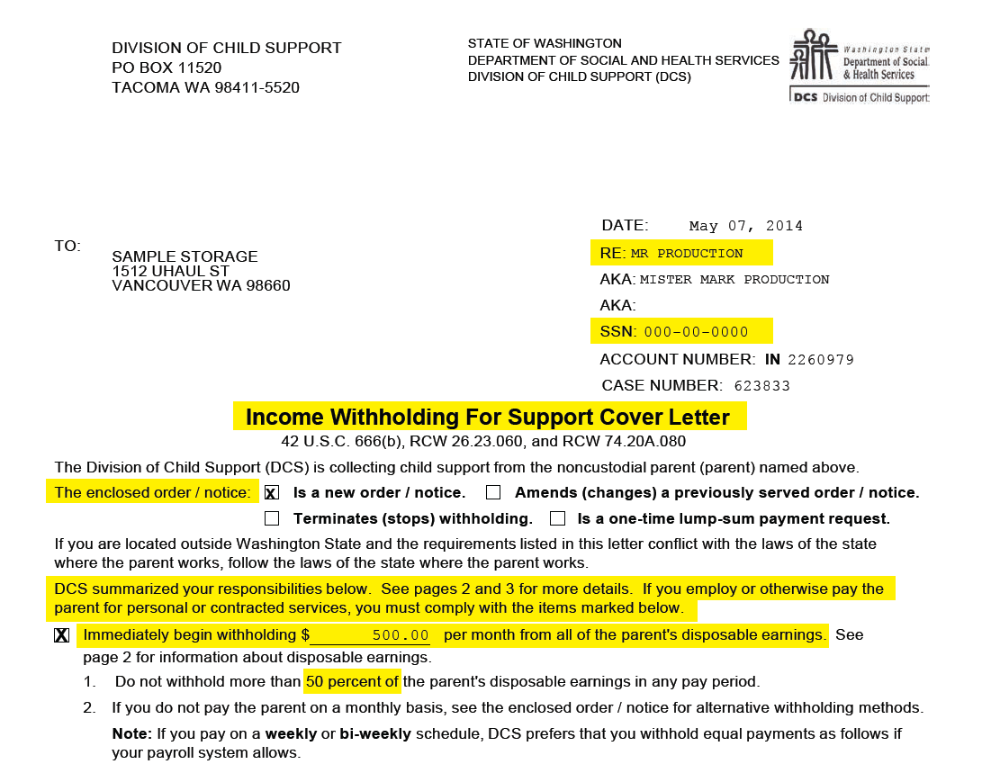 DIVISION OF CHILD SUPPORT
PO BOX 11520
TACOMA WA 98411-5520
STATE OF WASHINGTON
DEPARTMENT OF SOCIAL AND HEALTH SERVICES
DIVISION OF CHILD SUPPORT (DCS)
Washington State
Department of Social
& Health Services
DCS Division of Child Support
TO:
SAMPLE STORAGE
1512 UHAUL ST
VANCOUVER WA 98660
DATE: May 07, 2014
RE: MR PRODUCTION
AKA: MISTER MARK PRODUCTION
AKA:
SSN: 000-00-0000
ACCOUNT NUMBER: IN 2260979
CASE NUMBER: 623833
Income Withholding For Support Cover Letter
42 U.S.C. 666(b), RCW 26.23.060, and RCW 74.20A.080
The Division of Child Support (DCS) is collecting child support from the noncustodial parent (parent) named above.
The enclosed order / notice: X Is a new order / notice. Amends (changes) a previously served order / notice.
Terminates (stops) withholding. Is a one-time lump-sum payment request.
If you are located outside Washington State and the requirements listed in this letter conflict with the laws of the state
where the parent works, follow the laws of the state where the parent works.
DCS summarized your responsibilities below. See pages 2 and 3 for more details. If you employ or otherwise pay the
parent for personal or contracted services, you must comply with the items marked below.
X Immediately begin withholding $ 500.00 per month from all of the parent's disposable earnings. See
page 2 for information about disposable earnings.
1. Do not withhold more than 50 percent of the parent's disposable earnings in any pay period.
2. If you do not pay the parent on a monthly basis, see the enclosed order / notice for alternative withholding methods.
Note: If you pay on a weekly or bi-weekly schedule, DCS prefers that you withhold equal payments as follows if
your payroll system allows.